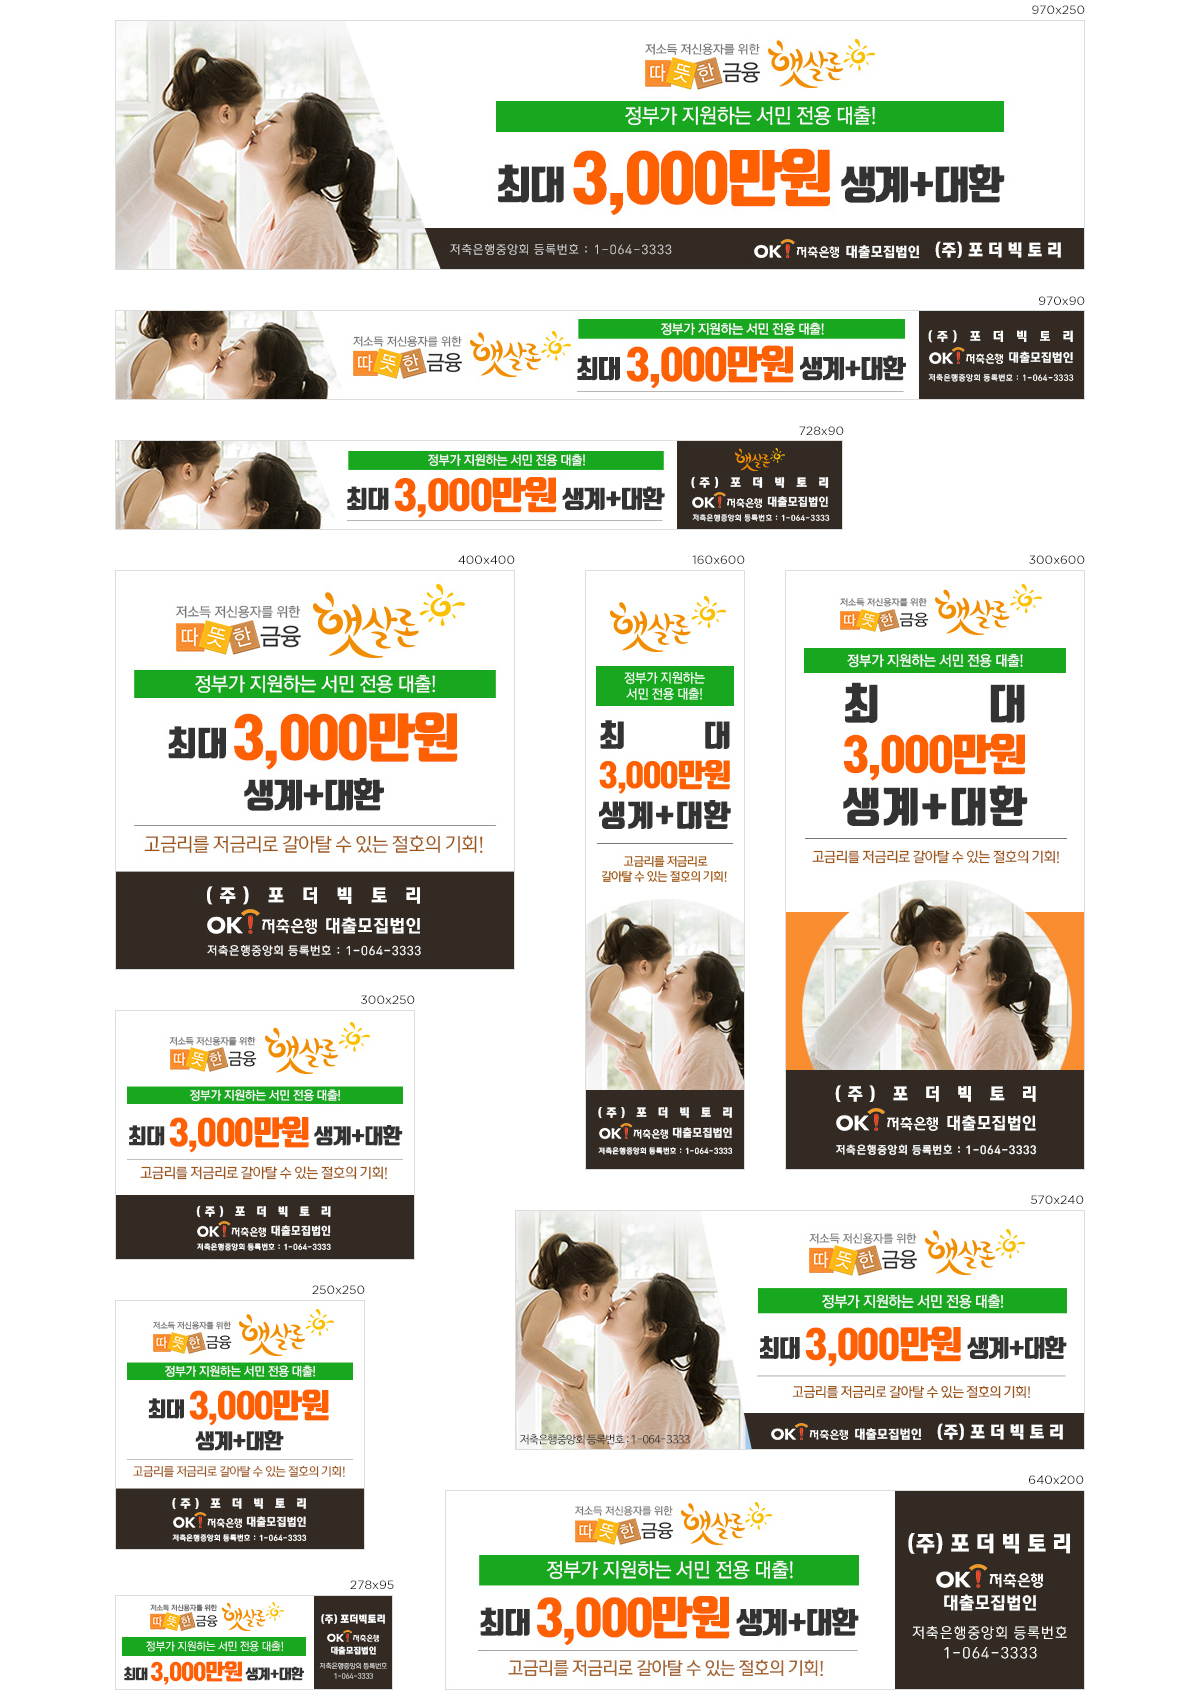 970x250
저소득 저신용자를 위한
따뜻한금융 햇살론
정부가 지원하는 서민 전용 대출!
최대 3,000만원 생계+대환
저축은행중앙회 등록번호 : 1-064-3333
OK! 저축은행 대출모집법인 (주) 포더빅토리
970x90
저소득 저신용자를 위한
따뜻한금융 햇살론
정부가 지원하는 서민 전용 대출!
최대 3,000만원 생계+대환
(주) 포더빅토리
OK! 저축은행 대출모집법인
저축은행중앙회 등록번호 : 1-064-3333
728x90
정부가 지원하는 서민 전용 대출!
최대 3,000만원 생계+대환
햇살론
(주) 포더빅토리
OK! 저축은행 대출모집법인
저축은행중앙회 등록번호 : 1-064-3333
400x400
저소득 저신용자를 위한
따뜻한금융 햇살론
정부가 지원하는 서민 전용 대출!
최대 3,000만원
생계+대환
고금리를 저금리로 갈아탈 수 있는 절호의 기회!
(주) 포더빅토리
OK! 저축은행 대출모집법인
저축은행중앙회 등록번호 : 1-064-3333
160x600
햇살론
정부가 지원하는
서민 전용 대출!
최대
3,000만원
생계+대환
고금리를 저금리로
갈아탈 수 있는 절호의 기회!
(주) 포더빅토리
OK! 저축은행 대출모집법인
저축은행중앙회 등록번호 : 1-064-3333
300x600
저소득 저신용자를 위한
따뜻한금융 햇살론
정부가 지원하는 서민 전용 대출!
최대
3,000만원
생계+대환
고금리를 저금리로 갈아탈 수 있는 절호의 기회!
(주) 포더빅토리
OK! 저축은행 대출모집법인
저축은행중앙회 등록번호 : 1-064-3333
300x250
저소득 저신용자를 위한
따뜻한금융 햇살론
정부가 지원하는 서민 전용 대출!
최대 3,000만원 생계+대환
고금리를 저금리로 갈아탈 수 있는 절호의 기회!
(주) 포더빅토리
OK! 저축은행 대출모집법인
저축은행중앙회 등록번호 : 1-064-3333
570x240
저소득 저신용자를 위한
따뜻한금융 햇살론
정부가 지원하는 서민 전용 대출!
최대 3,000만원 생계+대환
고금리를 저금리로 갈아탈 수 있는 절호의 기회!
저축은행중앙회 등록번호 : 1-064-3333
OK! 저축은행 대출모집법인 (주) 포더빅토리
250x250
저소득 저신용자를 위한
따뜻한금융 햇살론
정부가 지원하는 서민 전용 대출!
최대 3,000만원
생계+대환
고금리를 저금리로 갈아탈 수 있는 절호의 기회!
(주) 포더빅토리
OK! 저축은행 대출모집법인
저축은행중앙회 등록번호 : 1-064-3333
640x200
저소득 저신용자를 위한
따뜻한금융 햇살론
정부가 지원하는 서민 전용 대출!
최대 3,000만원 생계+대환
고금리를 저금리로 갈아탈 수 있는 절호의 기회!
(주) 포더빅토리
OK! 저축은행
대출모집법인
저축은행중앙회 등록번호
1-064-3333
278x95
저소득 저신용자를 위한
따뜻한금융 햇살론
정부가 지원하는 서민 전용 대출!
최대 3,000만원 생계+대환
(주) 포더빅토리
OK! 저축은행
대출모집법인
저축은행중앙회 등록번호
1-064-3333